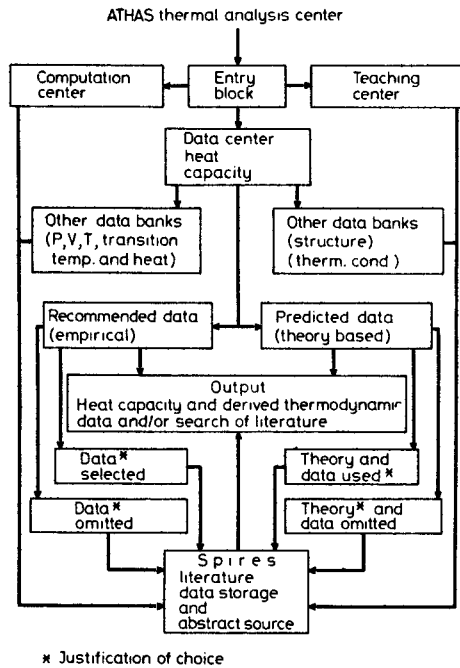 ATHAS thermal analysis center
Computation
center
Entry
block
Teaching
center
Data center
heat
capacity
Other data banks
(P,V,T, transition
temp. and heat)
Other data banks
(structure)
(therm. cond)
Recommended data
(empirical)
Predicted data
(theory based)
Output
Heat capacity and derived thermodynamic
data and/or search of literature
Data*
selected
Theory and
data used*
Data*
omitted
Theory* and
data omitted
Spires
literature
data storage
and
abstract source
* Justification of choice